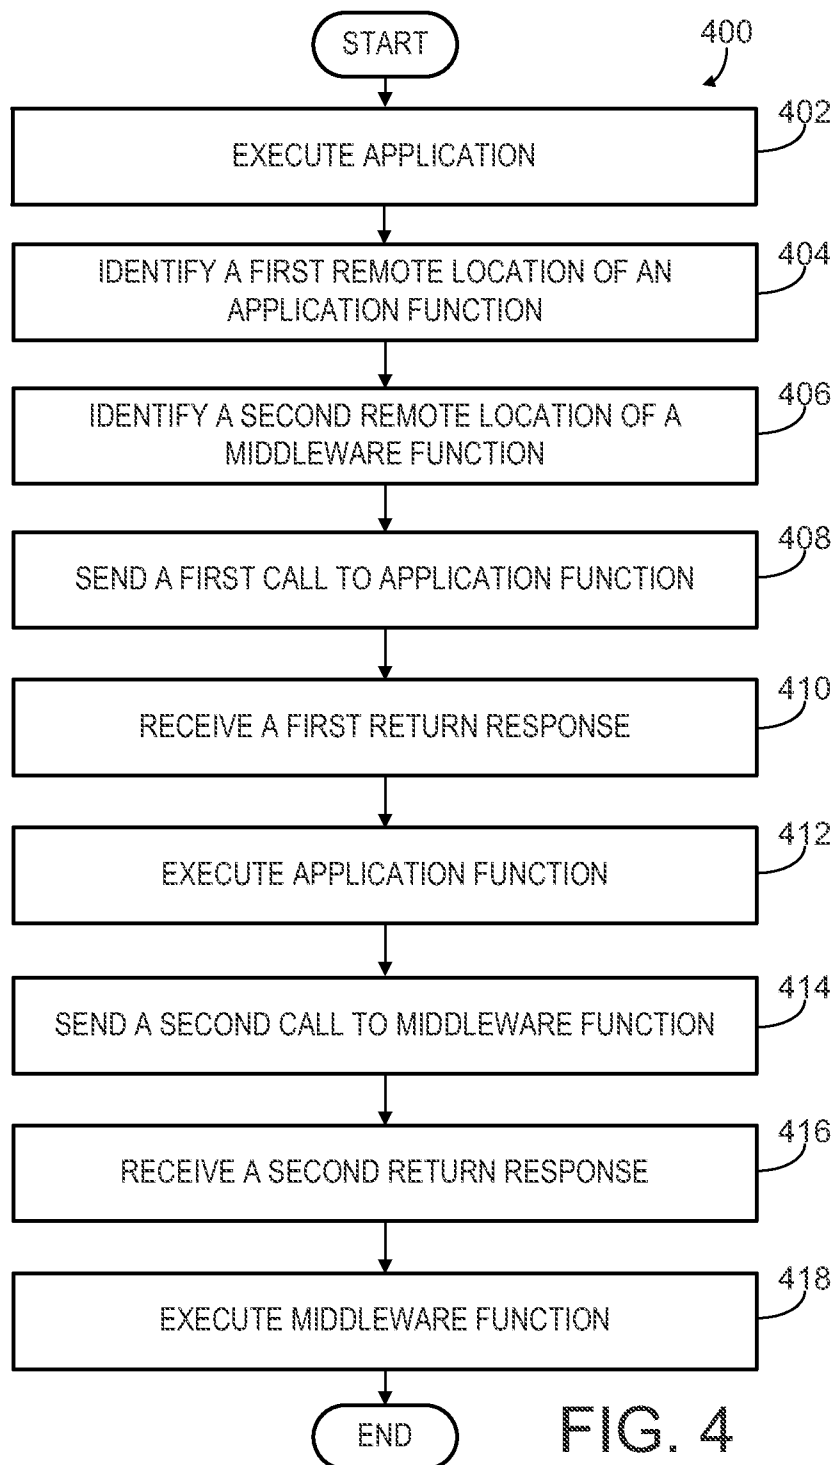 START
400
402
EXECUTE APPLICATION
404
IDENTIFY A FIRST REMOTE LOCATION OF AN
APPLICATION FUNCTION
406
IDENTIFY A SECOND REMOTE LOCATION OF A
MIDDLEWARE FUNCTION
408
SEND A FIRST CALL TO APPLICATION FUNCTION
410
RECEIVE A FIRST RETURN RESPONSE
412
EXECUTE APPLICATION FUNCTION
414
SEND A SECOND CALL TO MIDDLEWARE FUNCTION
416
RECEIVE A SECOND RETURN RESPONSE
418
EXECUTE MIDDLEWARE FUNCTION
END
FIG. 4